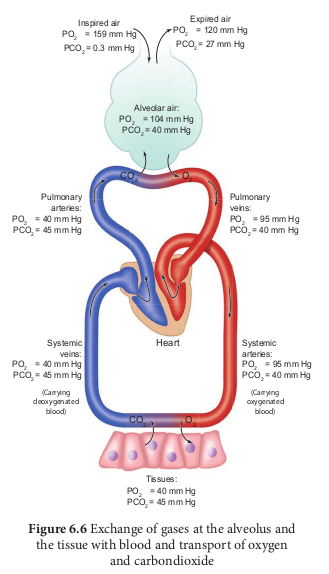 Inspired air
PO2 = 159 mm Hg
PCO2 = 0.3 mm Hg
Expired air
PO2 = 120 mm Hg
PCO2 = 27 mm Hg
Alveolar air:
PO2 = 104 mm Hg
PCO2 = 40 mm Hg
CO2
O2
Pulmonary
arteries:
PO2 = 40 mm Hg
PCO2 = 45 mm Hg
Pulmonary
veins:
PO2 = 95 mm Hg
PCO2 = 40 mm Hg
Heart
Systemic
veins:
PO2 = 40 mm Hg
PCO2 = 45 mm Hg
(Carrying
deoxygenated
blood)
Systemic
arteries:
PO2 = 95 mm Hg
PCO2 = 40 mm Hg
(Carrying
oxygenated
blood)
CO2
O2
Tissues:
PO2 = 40 mm Hg
PCO2 = 45 mm Hg
Figure 6.6 Exchange of gases at the alveolus and
the tissue with blood and transport of oxygen
and carbondioxide